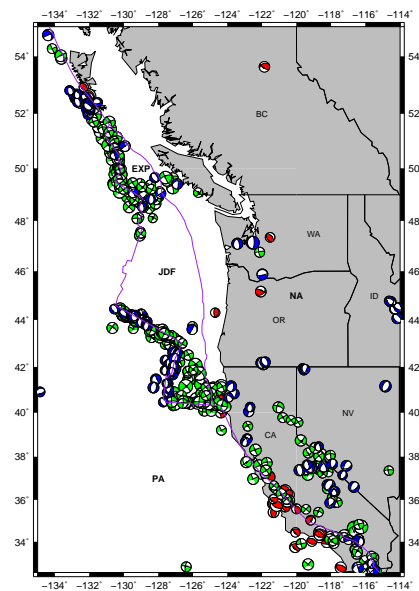 −134° −132° −130° −128° −126° −124° −122° −120° −118° −116° −114°
54° 54°
BC
52° 52°
50° EXP 50°
48° WA 48°
46° JDF 46°
NA ID
44° OR 44°
42° 42°
40° NV 40°
CA
38° 38°
PA
36° 36°
34° 34°
−134° −132° −130° −128° −126° −124° −122° −120° −118° −116° −114°